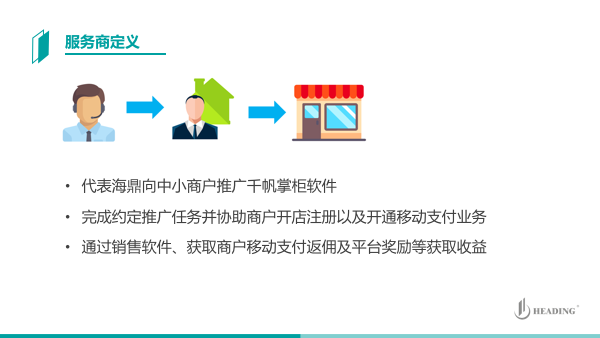 服务商定义
• 代表海鼎向中小商户推广千帆掌柜软件
• 完成约定推广任务并协助商户开店注册以及开通移动支付业务
• 通过销售软件、获取商户移动支付返佣及平台奖励等获取收益
HEADING